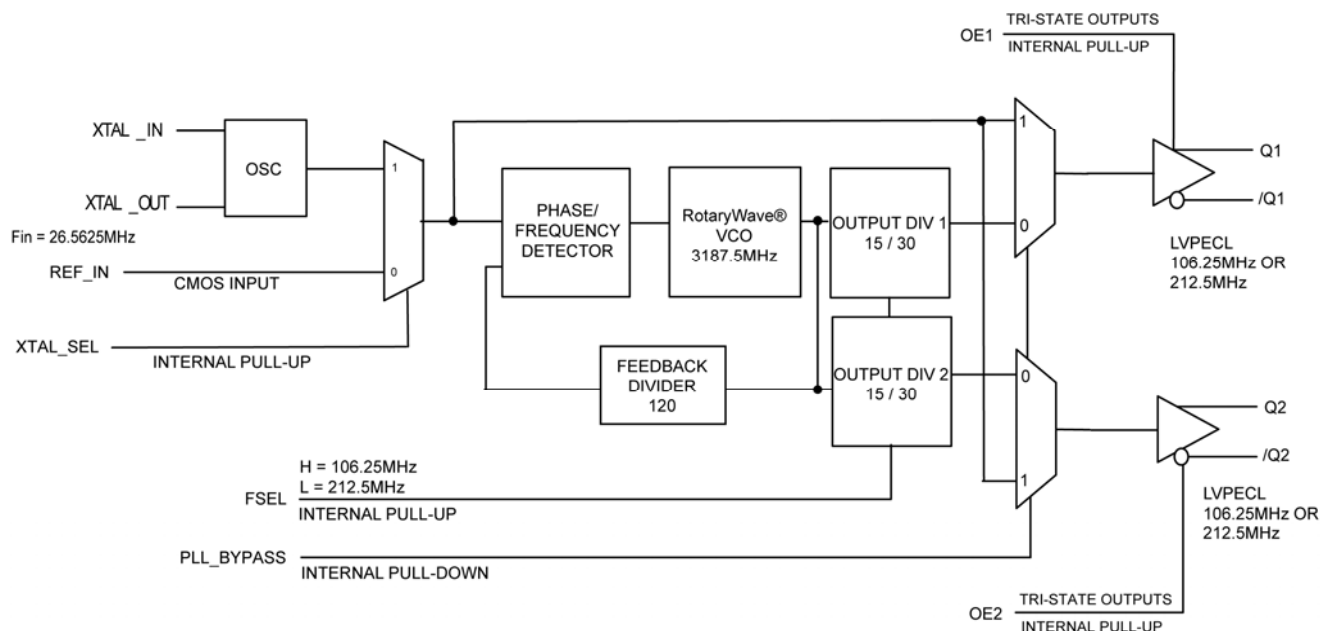 TRI-STATE OUTPUTS
OE1
INTERNAL PULL-UP
XTAL _IN
OSC
XTAL _OUT
1
0
Fin = 26.5625MHz
REF_IN
CMOS INPUT
XTAL_SEL
INTERNAL PULL-UP
PHASE/
FREQUENCY
DETECTOR
RotaryWave®
VCO
3187.5MHz
OUTPUT DIV 1
15 / 30
1
0
Q1
/Q1
LVPECL
106.25MHz OR
212.5MHz
FEEDBACK
DIVIDER
120
OUTPUT DIV 2
15 / 30
0
1
Q2
/Q2
LVPECL
106.25MHz OR
212.5MHz
H = 106.25MHz
L = 212.5MHz
FSEL
INTERNAL PULL-UP
PLL_BYPASS
INTERNAL PULL-DOWN
TRI-STATE OUTPUTS
OE2
INTERNAL PULL-UP